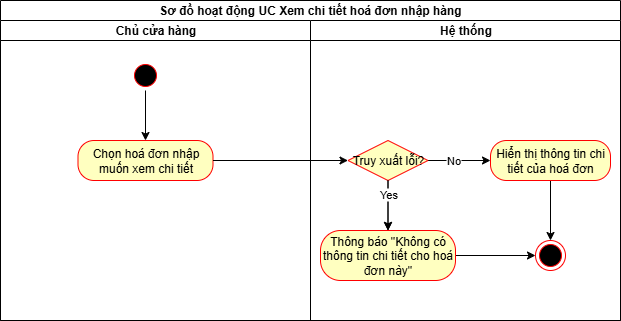 Sơ đồ hoạt động UC Xem chi tiết hoá đơn nhập hàng
Chủ cửa hàng
Hệ thống
Chọn hoá đơn nhập
muốn xem chi tiết
Truy xuất lỗi?
No
Hiển thị thông tin chi
tiết của hoá đơn
Yes
Thông báo "Không có
thông tin chi tiết cho hoá
đơn này"